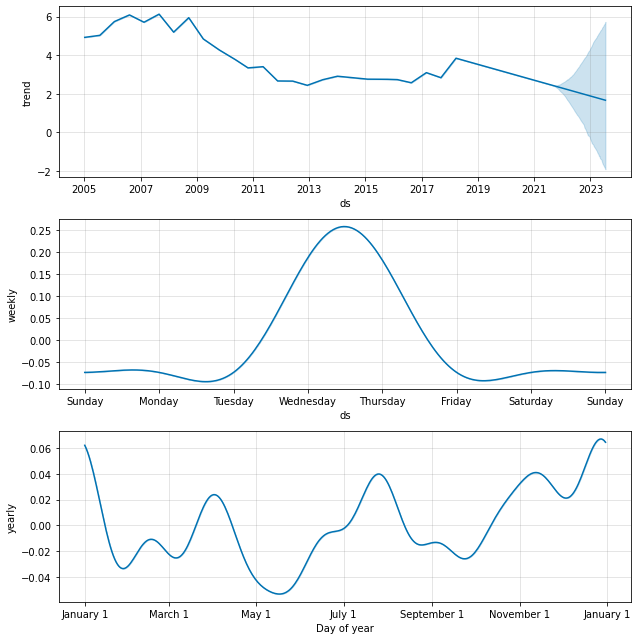 6
4
2
0
−2
trend
2005 2007 2009 2011 2013 2015 2017 2019 2021 2023
ds
0.25
0.20
0.15
0.10
0.05
0.00
−0.05
−0.10
weekly
Sunday Monday Tuesday Wednesday Thursday Friday Saturday Sunday
ds
0.06
0.04
0.02
0.00
−0.02
−0.04
yearly
January 1 March 1 May 1 July 1 September 1 November 1 January 1
Day of year